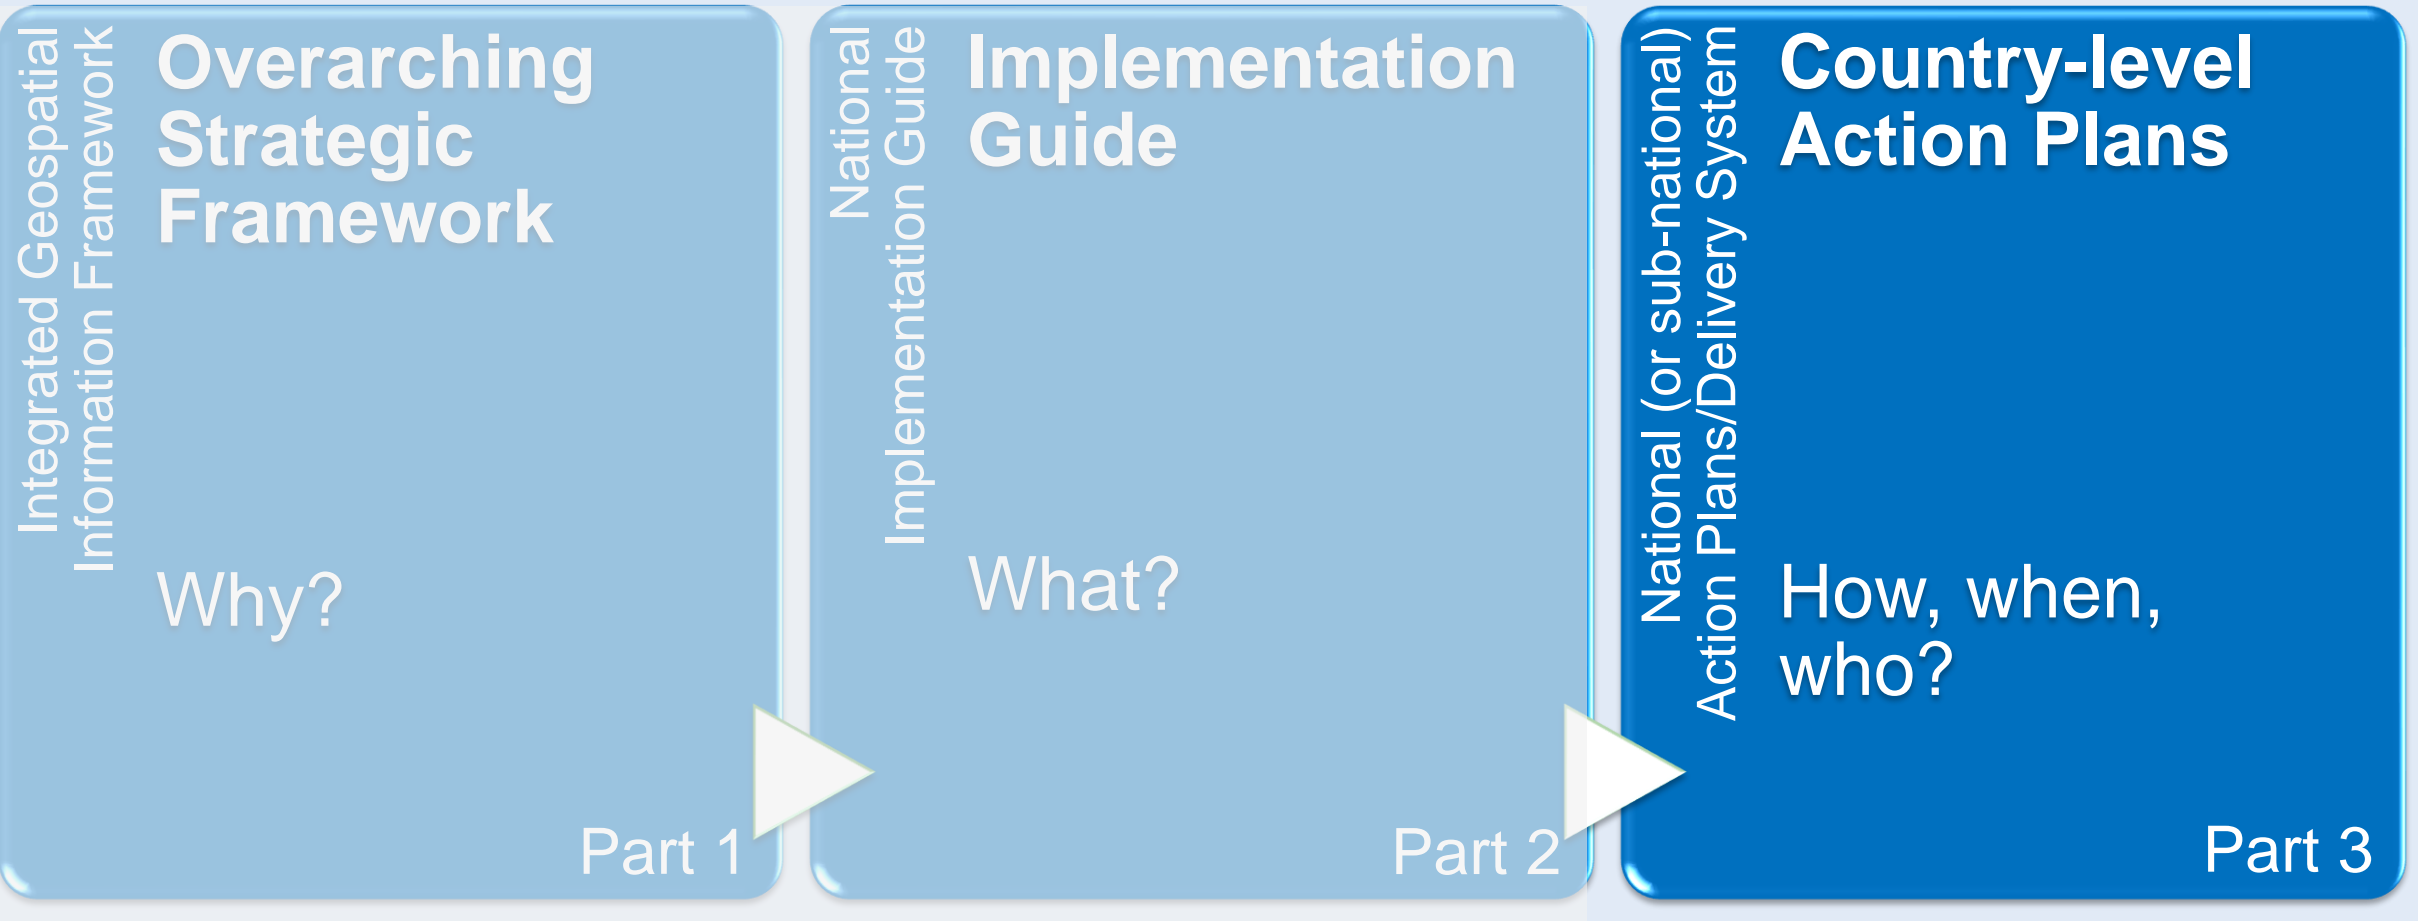 Integrated Geospatial
Information Framework
Overarching
Strategic
Framework
Why?
Part 1
National
Implementation Guide
Implementation
Guide
What?
Part 2
National (or sub-national)
Action Plans/Delivery System
Country-level
Action Plans
How, when,
who?
Part 3